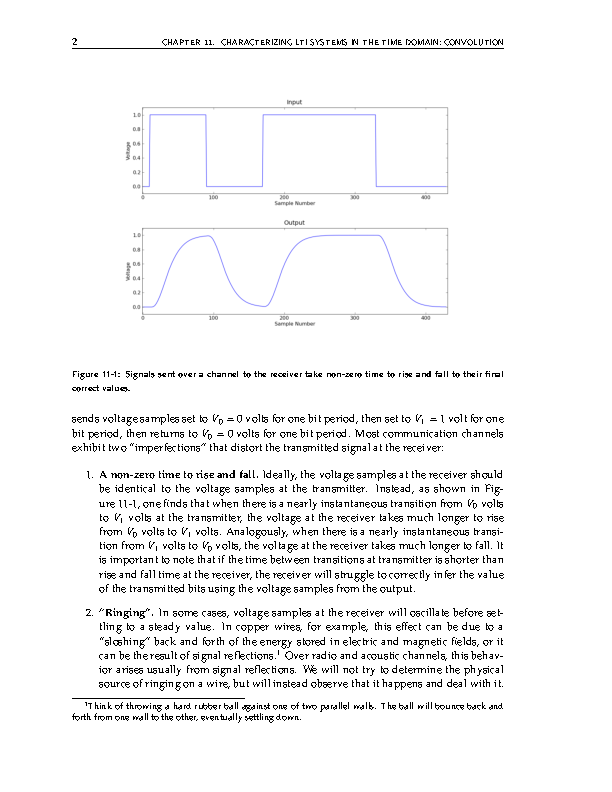 2 CHAPTER 11. CHARACTERIZING LTI SYSTEMS IN THE TIME DOMAIN: CONVOLUTION
Input
1.0
0.8
0.6
0.4
0.2
0.0
Voltage
0 100 200 300 400
Sample Number
Output
1.0
0.8
0.6
0.4
0.2
0.0
Voltage
0 100 200 300 400
Sample Number
Figure 11-1: Signals sent over a channel to the receiver take non-zero time to rise and fall to their final
correct values.
sends voltage samples set to V0 = 0 volts for one bit period, then set to V1 = 1 volt for one
bit period, then returns to V0 = 0 volts for one bit period. Most communication channels
exhibit two “imperfections” that distort the transmitted signal at the receiver:
1. A non-zero time to rise and fall. Ideally, the voltage samples at the receiver should
be identical to the voltage samples at the transmitter. Instead, as shown in Fig-
ure 11-1, one finds that when there is a nearly instantaneous transition from V0 volts
to V1 volts at the transmitter, the voltage at the receiver takes much longer to rise
from V0 volts to V1 volts. Analogously, when there is a nearly instantaneous transi-
tion from V1 volts to V0 volts, the voltage at the receiver takes much longer to fall. It
is important to note that if the time between transitions at transmitter is shorter than
rise and fall time at the receiver, the receiver will struggle to correctly infer the value
of the transmitted bits using the voltage samples from the output.
2. “Ringing”. In some cases, voltage samples at the receiver will oscillate before set-
tling to a steady value. In copper wires, for example, this effect can be due to a
“sloshing” back and forth of the energy stored in electric and magnetic fields, or it
can be the result of signal reflections.1 Over radio and acoustic channels, this behav-
ior arises usually from signal reflections. We will not try to determine the physical
source of ringing on a wire, but will instead observe that it happens and deal with it.
1Think of throwing a hard rubber ball against one of two parallel walls. The ball will bounce back and
forth from one wall to the other, eventually settling down.